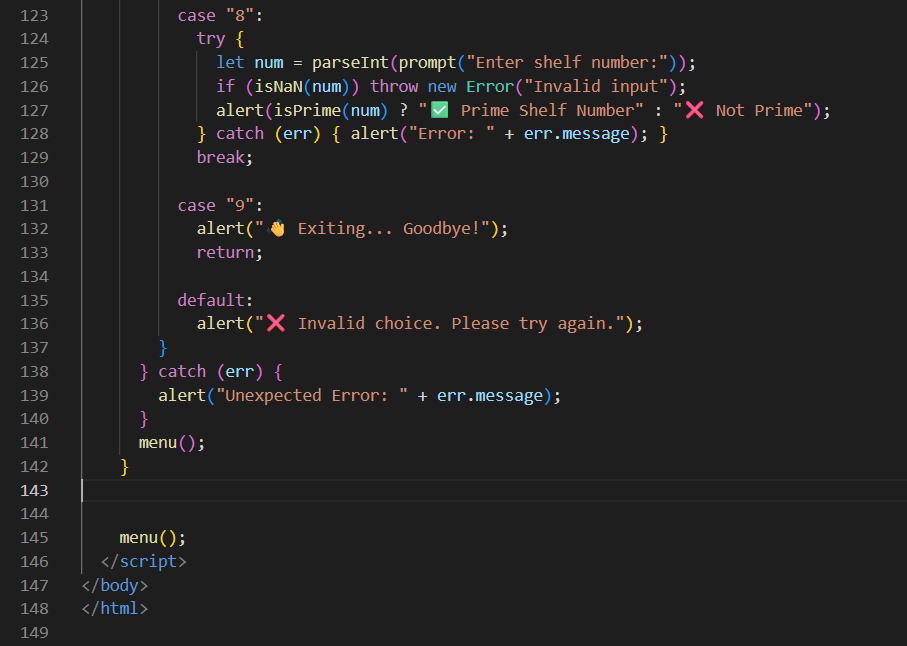 123 case "8":
124 try {
125 let num = parseInt(prompt("Enter shelf number:"));
126 if (isNaN(num)) throw new Error("Invalid input");
127 alert(isPrime(num) ? "✅ Prime Shelf Number" : "❌ Not Prime");
128 } catch (err) { alert("Error: " + err.message); }
129 break;
130
131 case "9":
132 alert("👋 Exiting... Goodbye!");
133 return;
134
135 default:
136 alert("❌ Invalid choice. Please try again.");
137 }
138 } catch (err) {
139 alert("Unexpected Error: " + err.message);
140 }
141 menu();
142 }
143
144
145 menu();
146 </script>
147 </body>
148 </html>
149